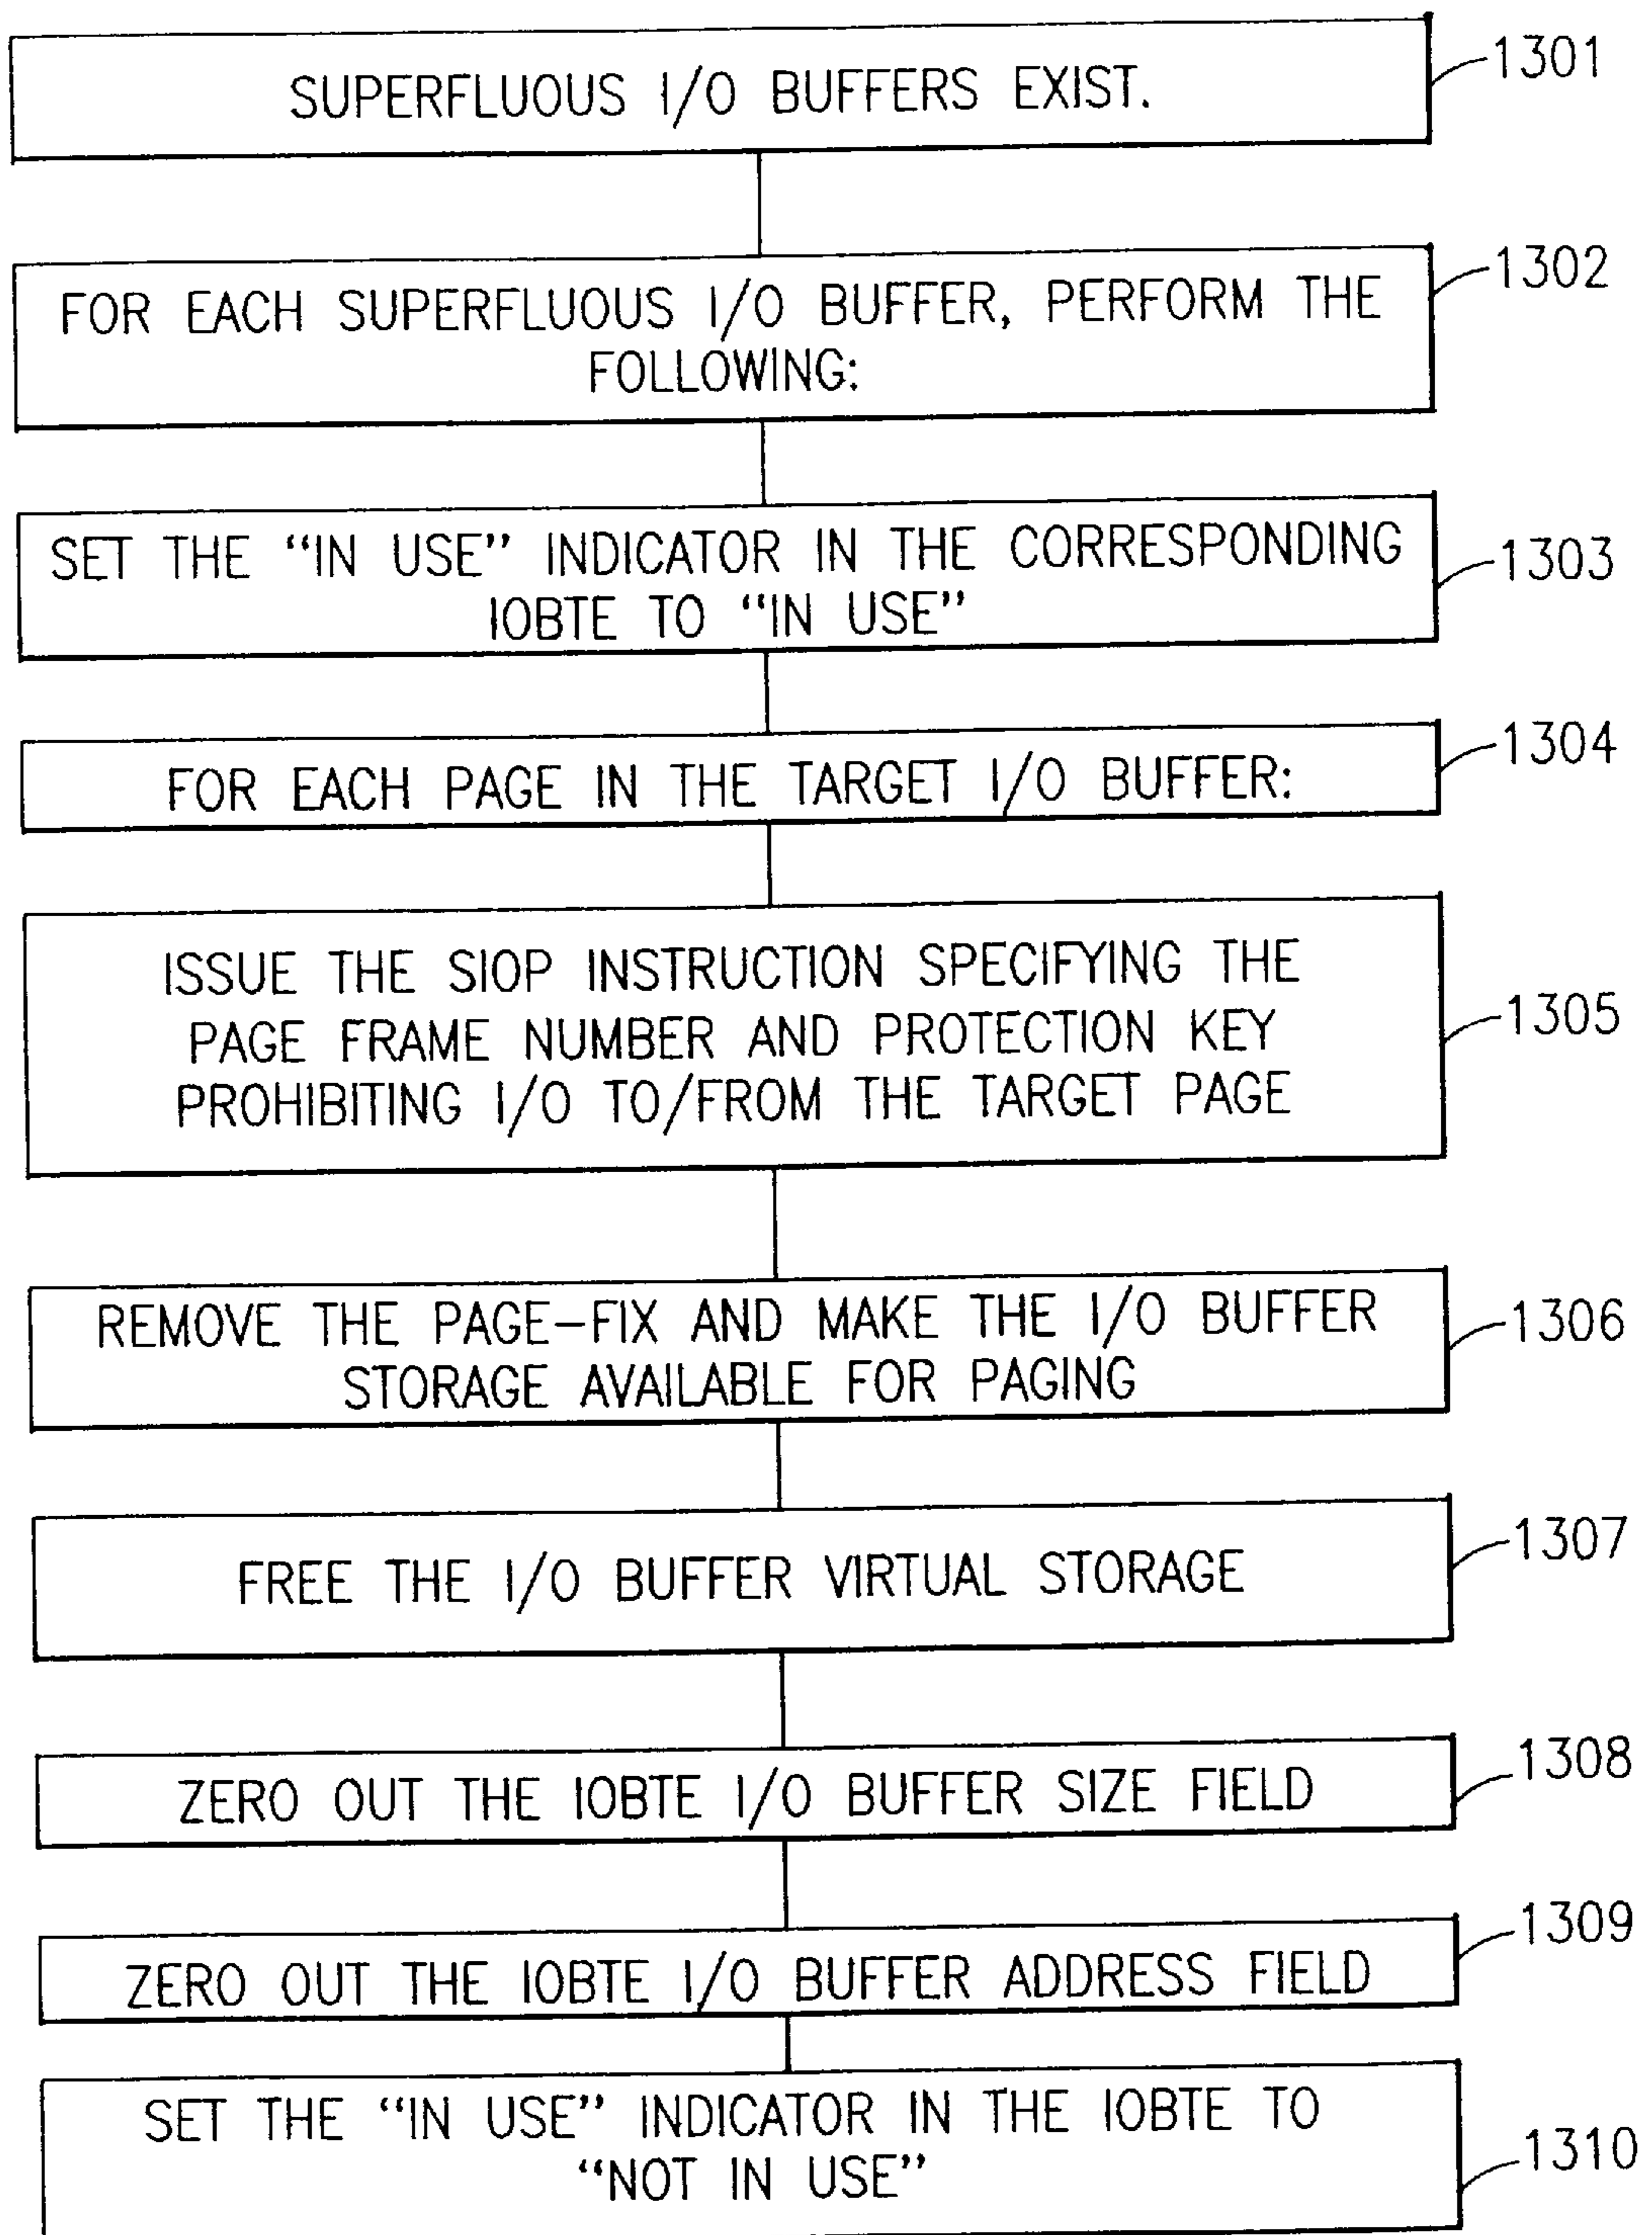 SUPERFLUOUS I/O BUFFERS EXIST.
1301
FOR EACH SUPERFLUOUS I/O BUFFER, PERFORM THE
FOLLOWING:
1302
SET THE “IN USE” INDICATOR IN THE CORRESPONDING
IOBTE TO “IN USE”
1303
FOR EACH PAGE IN THE TARGET I/O BUFFER:
1304
ISSUE THE SIOP INSTRUCTION SPECIFYING THE
PAGE FRAME NUMBER AND PROTECTION KEY
PROHIBITING I/O TO/FROM THE TARGET PAGE
1305
REMOVE THE PAGE-FIX AND MAKE THE I/O BUFFER
STORAGE AVAILABLE FOR PAGING
1306
FREE THE I/O BUFFER VIRTUAL STORAGE
1307
ZERO OUT THE IOBTE I/O BUFFER SIZE FIELD
1308
ZERO OUT THE IOBTE I/O BUFFER ADDRESS FIELD
1309
SET THE “IN USE” INDICATOR IN THE IOBTE TO
“NOT IN USE”
1310